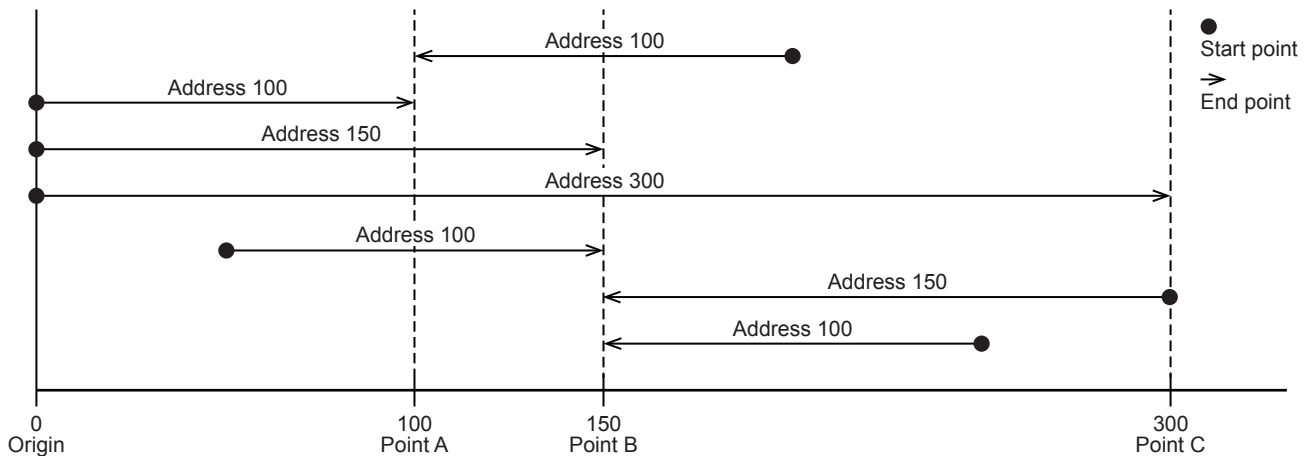 Address 100
Start point
Address 100
End point
Address 150
Address 300
Address 100
Address 150
Address 100
0
Origin
100
Point A
150
Point B
300
Point C